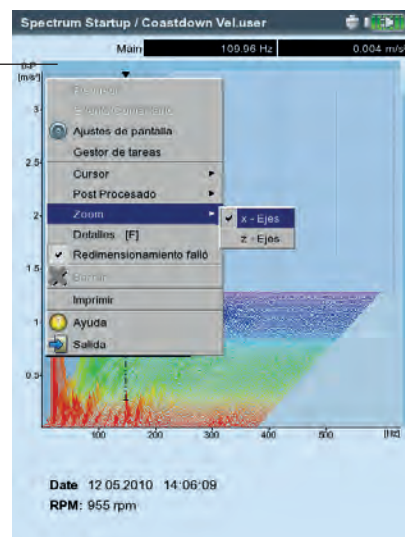 Spectrum Startup / Coastdown Vel.user
Main 109.96 Hz 0.004 m/s²
0-P
[m/s²]
Ajustes de pantalla
Gestor de tareas
Cursor
Post Procesado
Zoom
x - Ejes
z - Ejes
Detalles [F]
Redimensionamiento falló
Borrar
Imprimir
Ayuda
Salida
3
2.5
2
1.5
1
0.5
100 200 300 400 500 [Hz]
Date 12.05.2010 14:06:09
RPM: 955 rpm